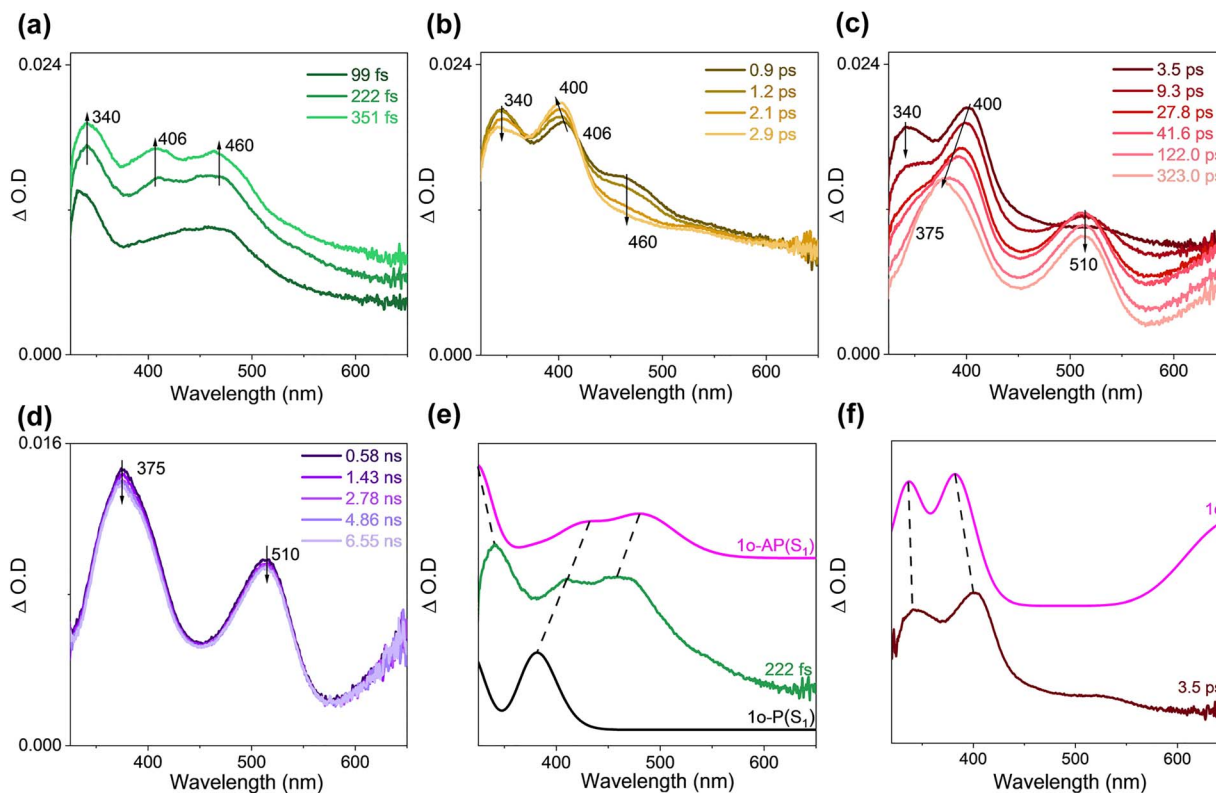 (a)
0.024
0.000
Δ O.D
340
406
460
99 fs
222 fs
351 fs
400
500
600
Wavelength (nm)
(b)
0.024
0.000
Δ O.D
340
400
406
460
0.9 ps
1.2 ps
2.1 ps
2.9 ps
400
500
600
Wavelength (nm)
(c)
0.024
0.000
Δ O.D
340
400
375
510
3.5 ps
9.3 ps
27.8 ps
41.6 ps
122.0 ps
323.0 ps
400
500
600
Wavelength (nm)
(d)
0.016
0.000
Δ O.D
375
510
0.58 ns
1.43 ns
2.78 ns
4.86 ns
6.55 ns
400
500
600
Wavelength (nm)
(e)
Δ O.D
1o-AP(S1)
222 fs
1o-P(S1)
400
500
600
Wavelength (nm)
(f)
Δ O.D
1o
3.5 ps
400
500
600
Wavelength (nm)